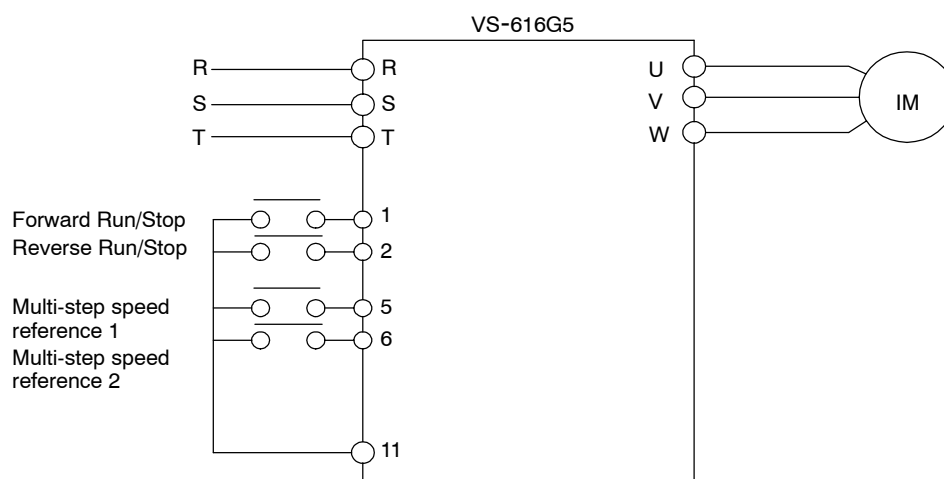 VS-616G5
R R U
S S V IM
T T W
Forward Run/Stop 1
Reverse Run/Stop 2
Multi-step speed 5
reference 1 6
Multi-step speed
reference 2
11